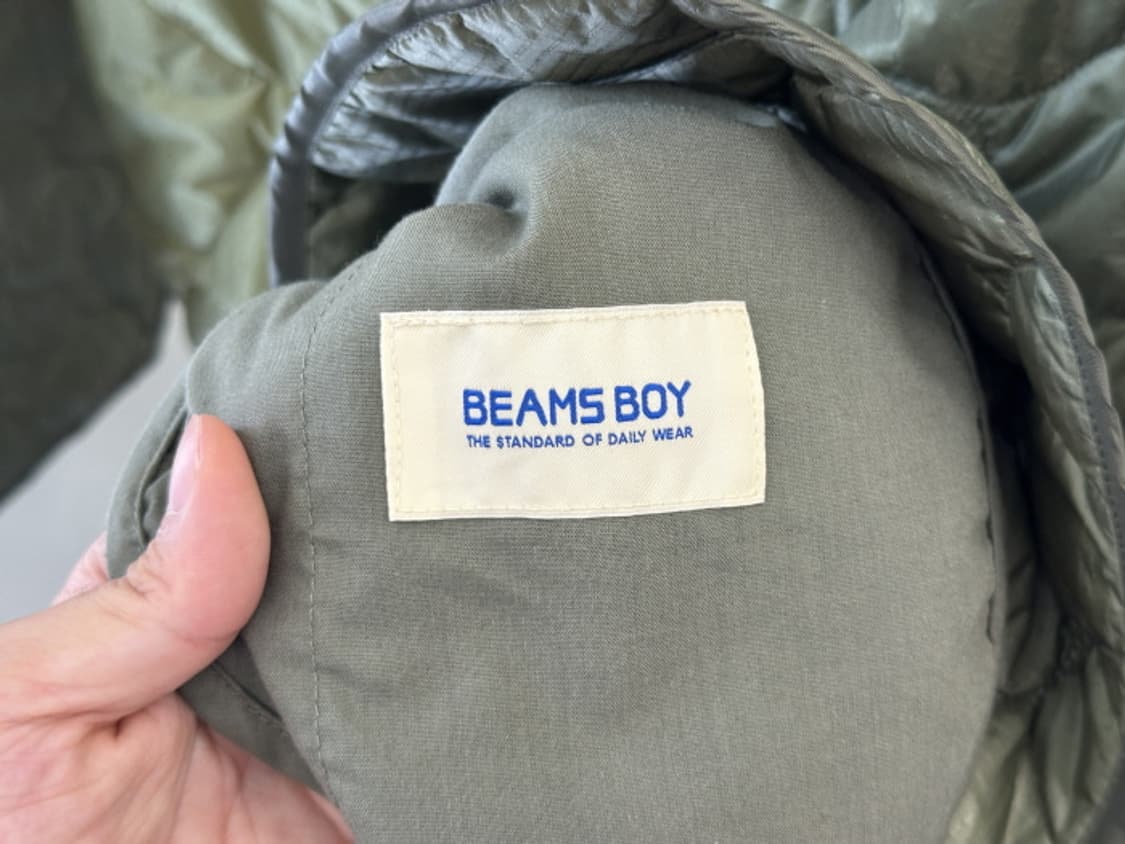 BEAMS BOY
THE STANDARD OF DAILY WEAR